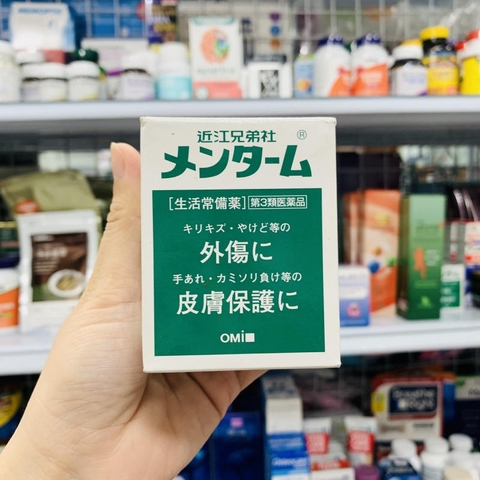 近江兄弟社
メンターム®
[生活常備薬] 第3類医薬品
キリキズ・やけど等の
外傷に
手あれ・カミソリ負け等の
皮膚保護に
OMI
Breathe
Right